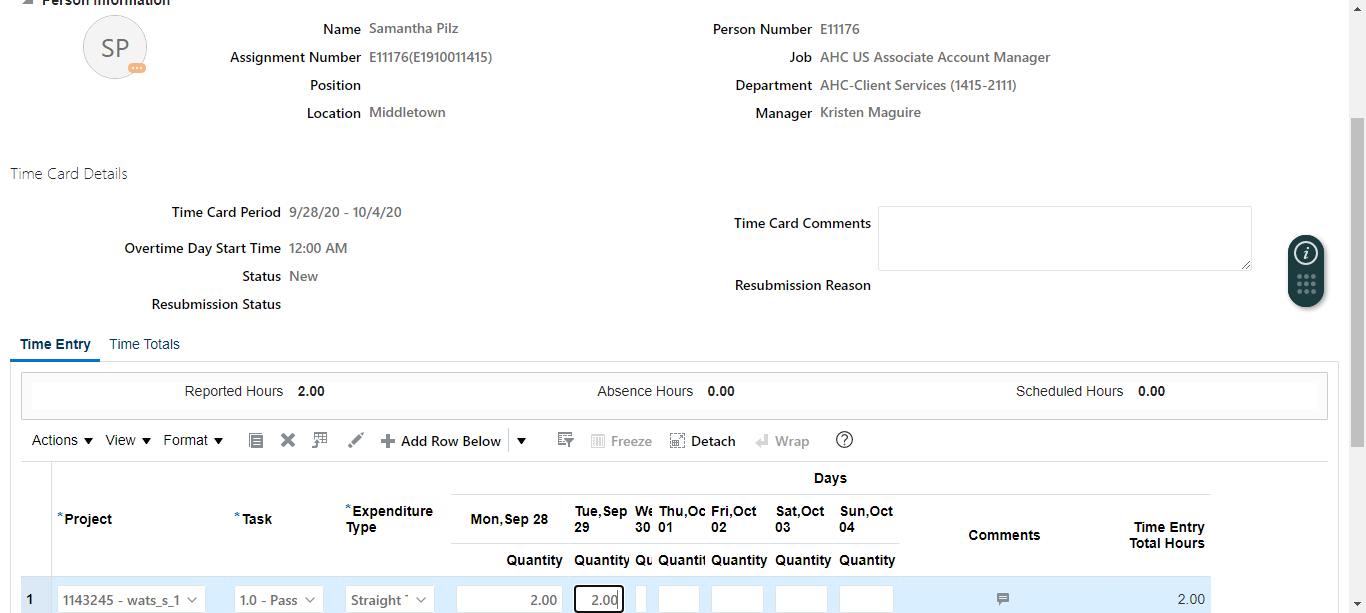 Person Information
SP
Name Samantha Pilz
Person Number E11176
Assignment Number E11176(E1910011415)
Job AHC US Associate Account Manager
Position
Department AHC-Client Services (1415-2111)
Location Middletown
Manager Kristen Maguire
Time Card Details
Time Card Period 9/28/20 - 10/4/20
Time Card Comments
Overtime Day Start Time 12:00 AM
Status New
Resubmission Reason
Resubmission Status
Time Entry Time Totals
Reported Hours 2.00 Absence Hours 0.00 Scheduled Hours 0.00
Actions View Format Add Row Below Freeze Detach Wrap
Days
*Project *Task *Expenditure Type Mon,Sep 28 Tue,Sep 29 We 30 Thu,Oc 01 Fri,Oct 02 Sat,Oct 03 Sun,Oct 04 Comments Time Entry Total Hours
Quantity Quantity Qu Quantit Quantity Quantity Quantity
1 1143245 - wats_s_1 1.0 - Pass Straight 2.00 2.00 2.00